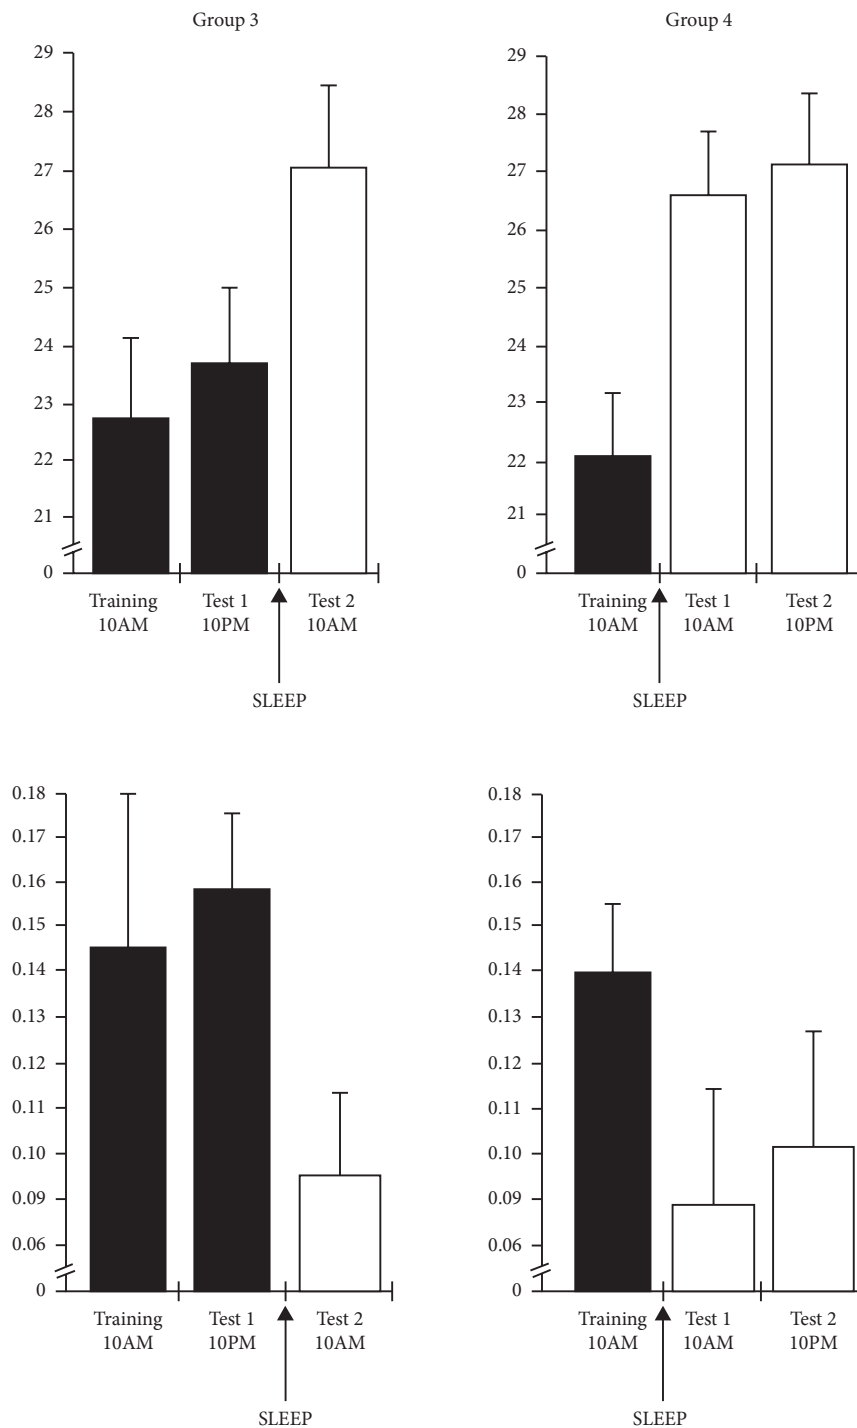 Group 3
29
28
27
26
25
24
23
22
21
0
Training
10AM
Test 1
10PM
Test 2
10AM
SLEEP
Group 4
29
28
27
26
25
24
23
22
21
0
Training
10AM
Test 1
10AM
Test 2
10PM
SLEEP
0.18
0.17
0.16
0.15
0.14
0.13
0.12
0.11
0.10
0.09
0.06
0
Training
10AM
Test 1
10PM
Test 2
10AM
SLEEP
0.18
0.17
0.16
0.15
0.14
0.13
0.12
0.11
0.10
0.09
0.06
0
Training
10AM
Test 1
10AM
Test 2
10PM
SLEEP